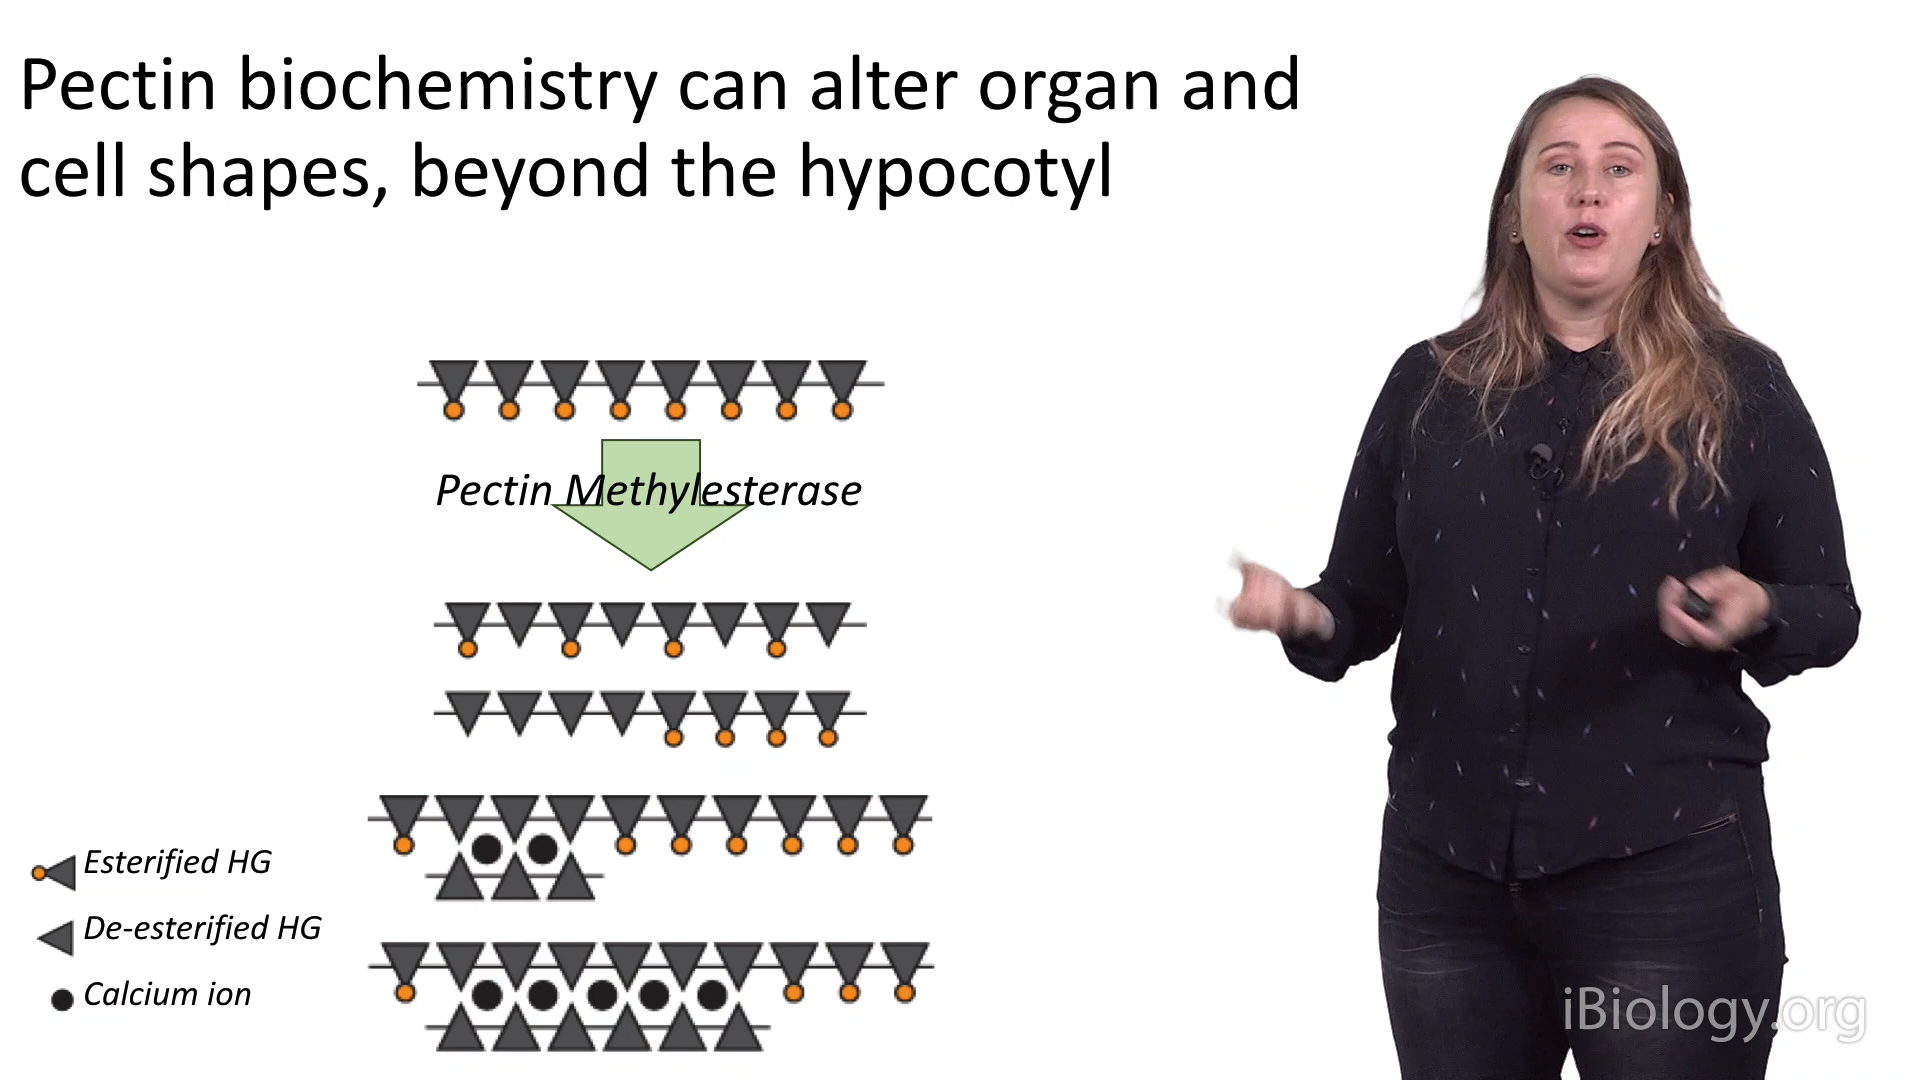 Pectin biochemistry can alter organ and
cell shapes, beyond the hypocotyl
Pectin Methylesterase
Esterified HG
De-esterified HG
Calcium ion
iBiology.org